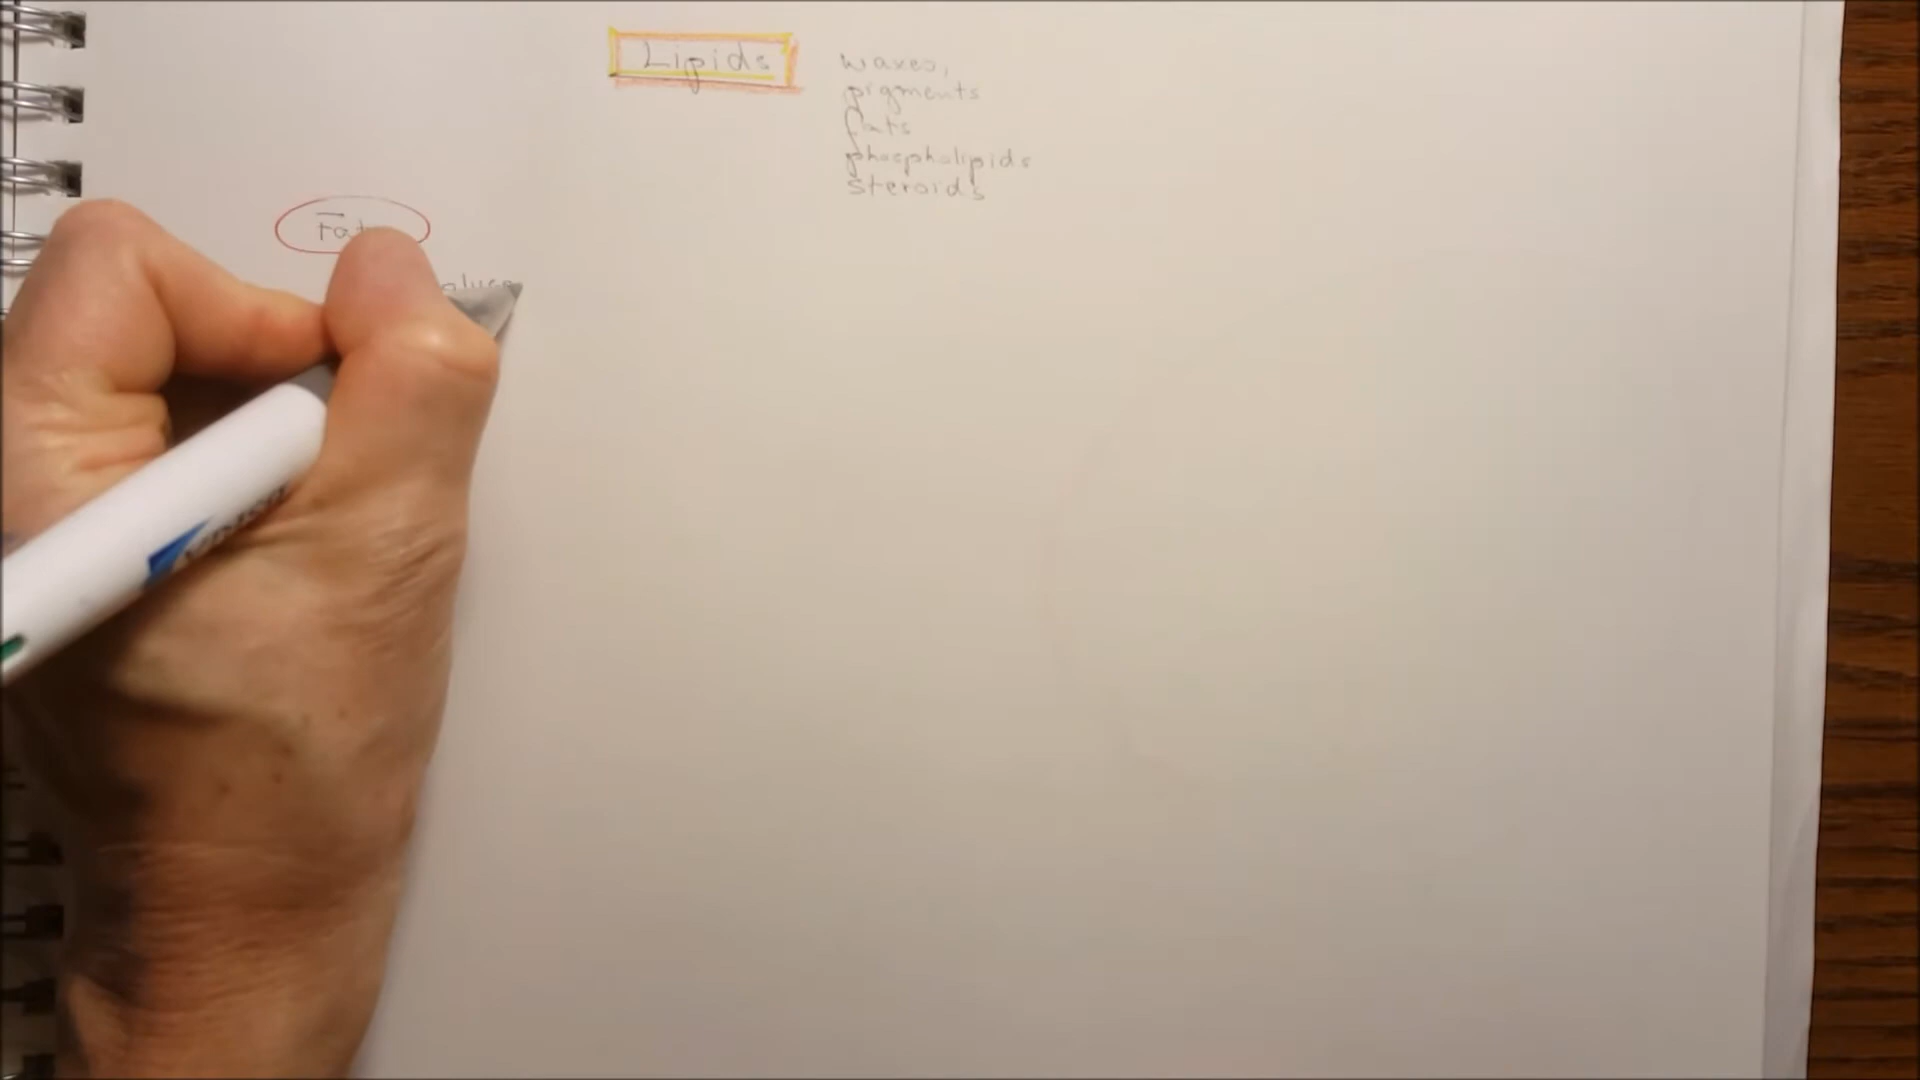 Lipids
waxes,
pigments
fats
phospholipids
steroids